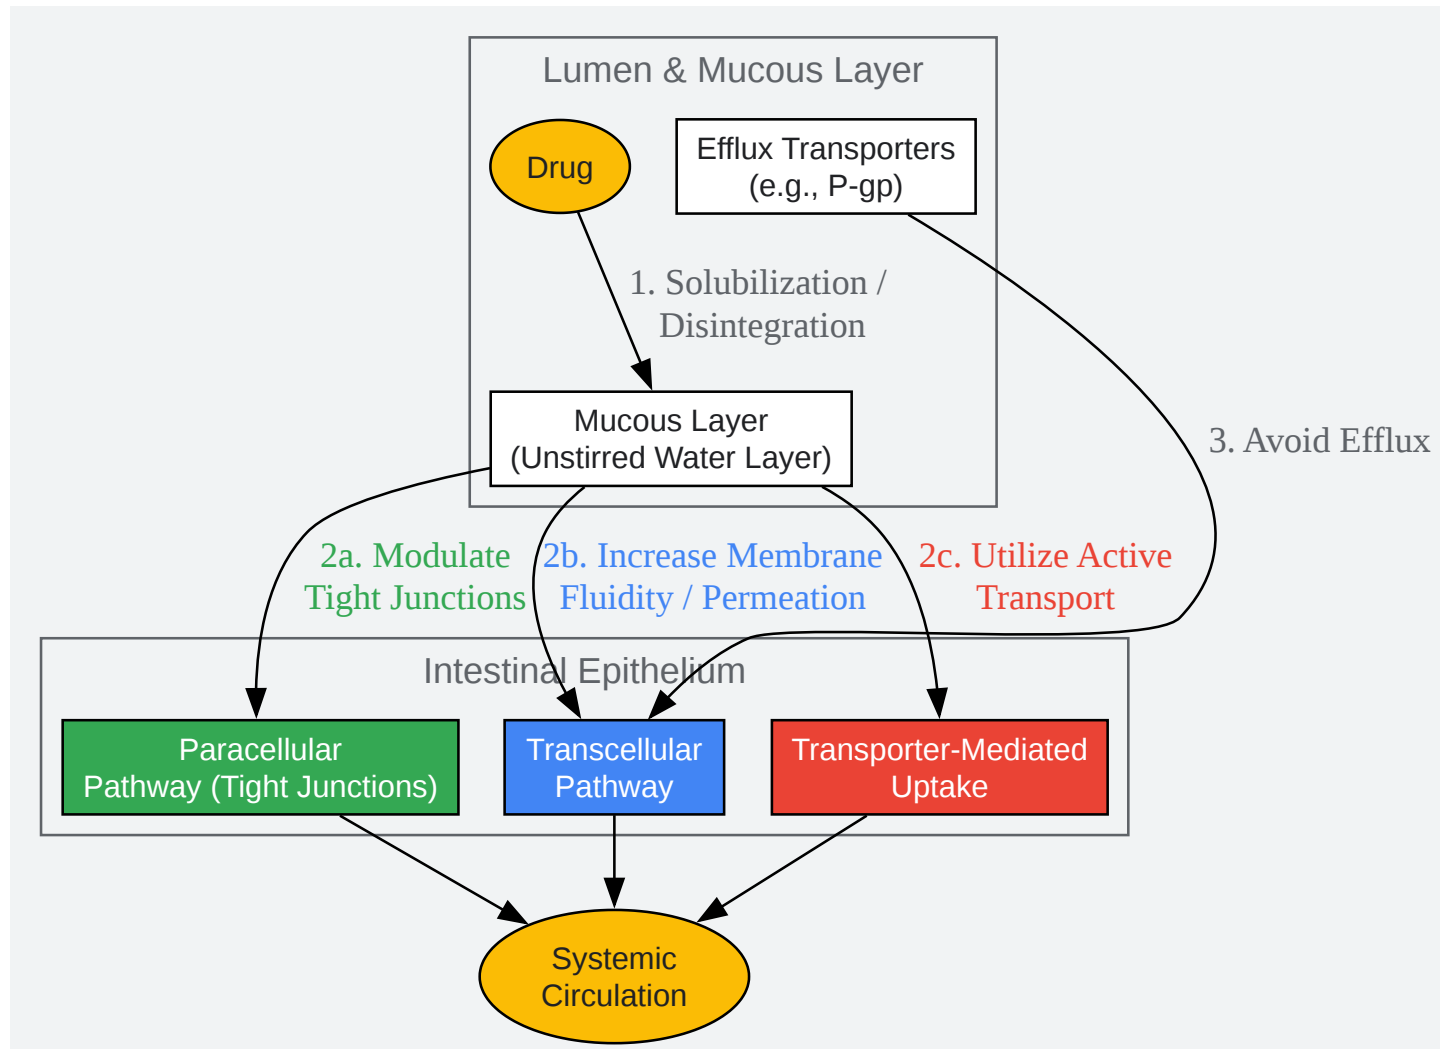 Lumen & Mucous Layer
Drug
Efflux Transporters
(e.g., P-gp)
1. Solubilization /
Disintegration
Mucous Layer
(Unstirred Water Layer)
3. Avoid Efflux
2a. Modulate
Tight Junctions
2b. Increase Membrane
Fluidity / Permeation
2c. Utilize Active
Transport
Intestinal Epithelium
Paracellular
Pathway (Tight Junctions)
Transcellular
Pathway
Transporter-Mediated
Uptake
Systemic
Circulation